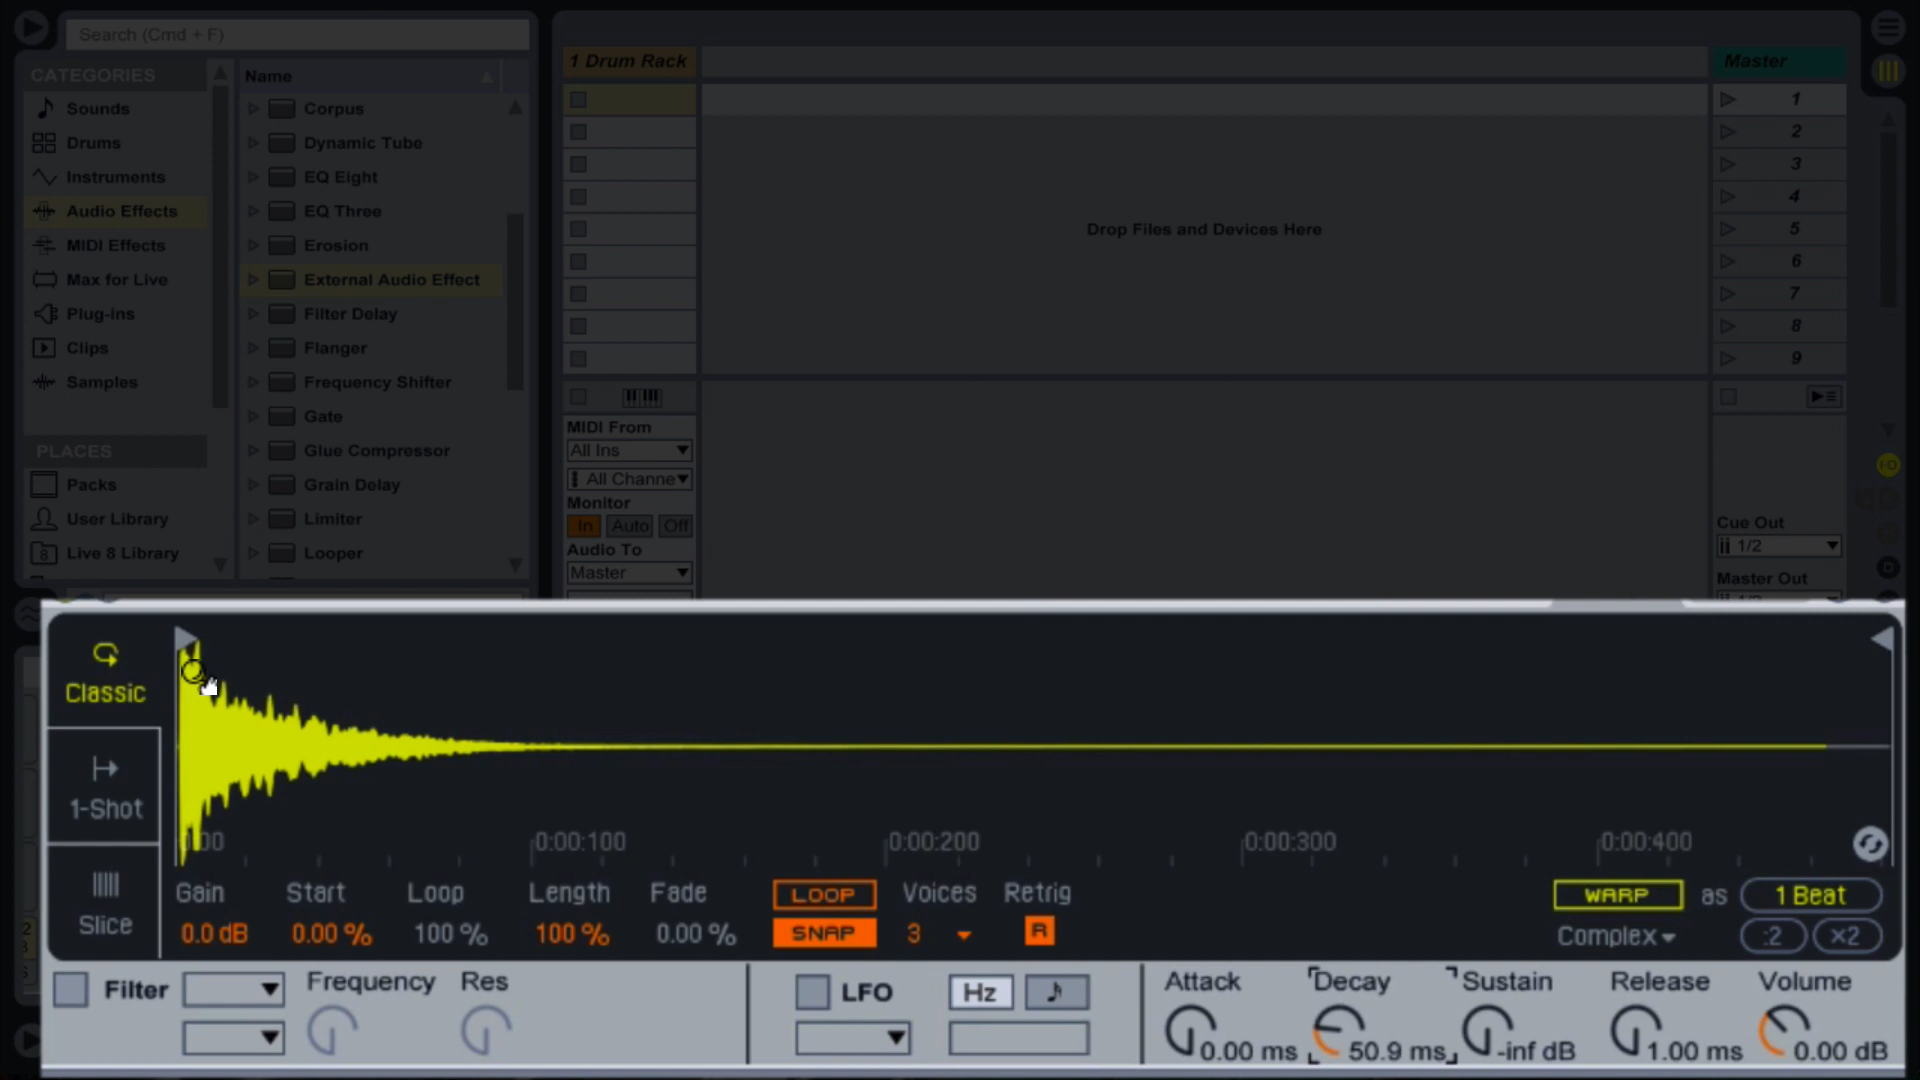 Search (Cmd + F)
CATEGORIES
Sounds
Drums
Instruments
Audio Effects
MIDI Effects
Max for Live
Plug-ins
Clips
Samples
PLACES
Packs
User Library
8 Live 8 Library
Name
Corpus
Dynamic Tube
EQ Eight
EQ Three
Erosion
External Audio Effect
Filter Delay
Flanger
Frequency Shifter
Gate
Glue Compressor
Grain Delay
Limiter
Looper
1 Drum Rack
MIDI From
All Ins
All Channe
Monitor
In Auto Off
Audio To
Master
Drop Files and Devices Here
Master
1
2
3
4
5
6
7
8
9
Cue Out
1/2
Master Out
I-O
D
Classic
1-Shot
Slice
0:00:100 0:00:200 0:00:300 0:00:400
Gain Start Loop Length Fade LOOP Voices Retrig WARP as 1 Beat
0.0 dB 0.00 % 100 % 100 % 0.00 % SNAP 3 R Complex :2 ×2
Filter Frequency Res LFO Hz Attack Decay Sustain Release Volume
0.00 ms 50.9 ms -inf dB 1.00 ms 0.00 dB